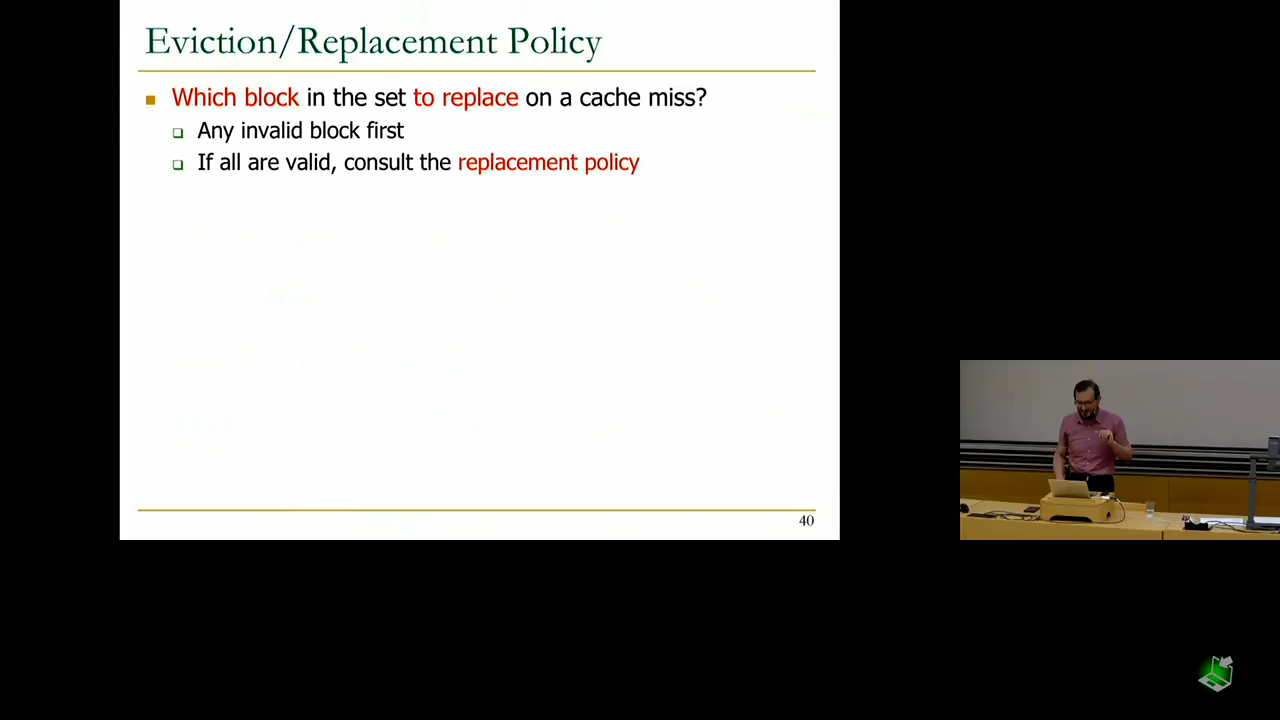 Eviction/Replacement Policy
Which block in the set to replace on a cache miss?
Any invalid block first
If all are valid, consult the replacement policy
40